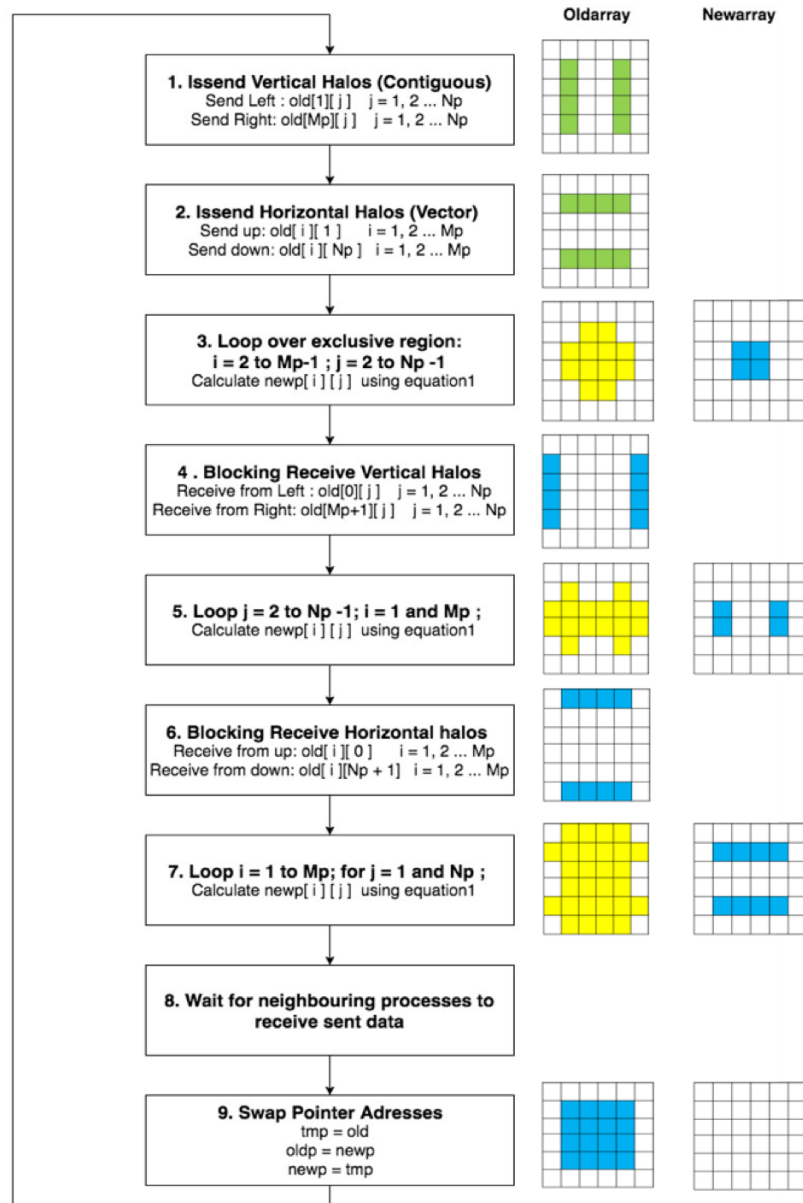 Oldarray
Newarray
1. Issend Vertical Halos (Contiguous)
Send Left : old[1][ j ] j = 1, 2 ... Np
Send Right: old[Mp][ j ] j = 1, 2 ... Np
2. Issend Horizontal Halos (Vector)
Send up: old[ i ][ 1 ] i = 1, 2 ... Mp
Send down: old[ i ][ Np ] i = 1, 2 ... Mp
3. Loop over exclusive region:
i = 2 to Mp-1 ; j = 2 to Np -1
Calculate newp[ i ][ j ] using equation1
4 . Blocking Receive Vertical Halos
Receive from Left : old[0][ j ] j = 1, 2 ... Np
Receive from Right: old[Mp+1][ j ] j = 1, 2 ... Np
5. Loop j = 2 to Np -1; i = 1 and Mp ;
Calculate newp[ i ][ j ] using equation1
6. Blocking Receive Horizontal halos
Receive from up: old[ i ][ 0 ] i = 1, 2 ... Mp
Receive from down: old[ i ][Np + 1] i = 1, 2 ... Mp
7. Loop i = 1 to Mp; for j = 1 and Np ;
Calculate newp[ i ][ j ] using equation1
8. Wait for neighbouring processes to
receive sent data
9. Swap Pointer Adresses
tmp = old
oldp = newp
newp = tmp